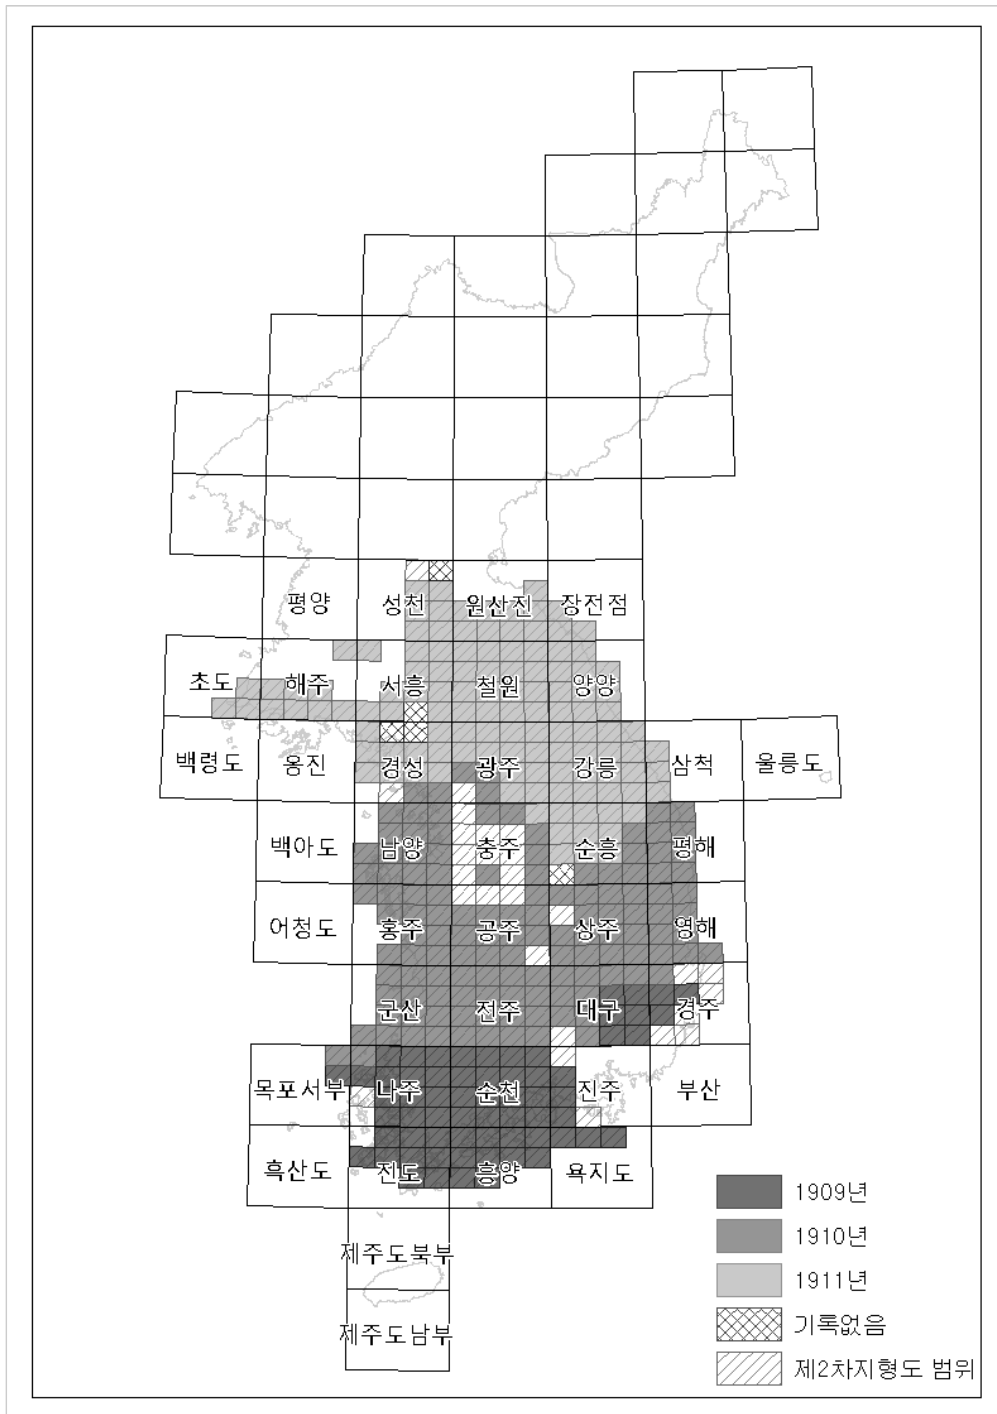 평양 성천 원산진 장전점
초도 해주 서흥 철원 양양
백령도 옹진 경성 광주 강릉 삼척 울릉도
백아도 남양 충주 순흥 평해
어청도 홍주 공주 상주 영해
군산 전주 대구 경주
목포서부 나주 순천 진주 부산
흑산도 진도 흥양 욕지도
제주도북부
제주도남부
1909년
1910년
1911년
기록없음
제2차지형도 범위